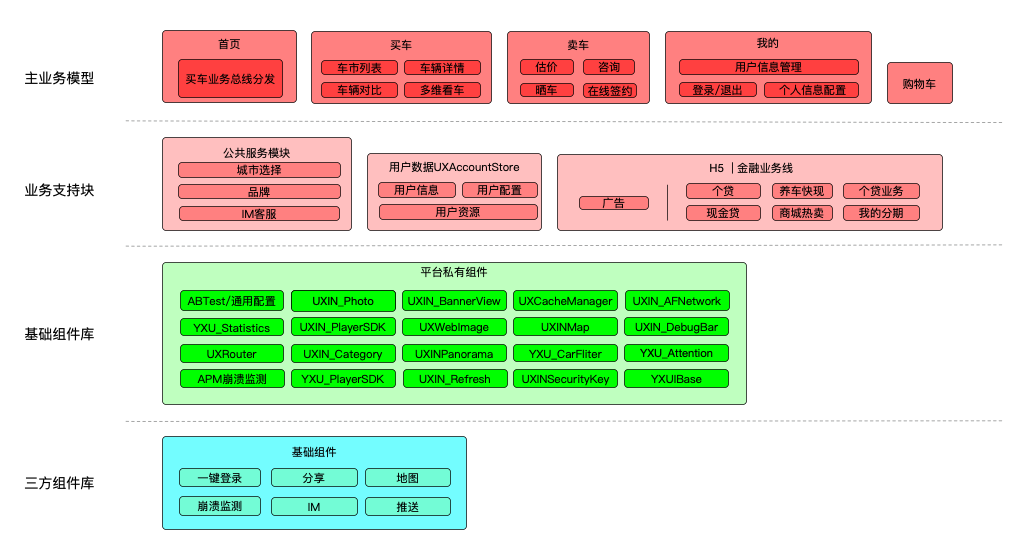 主业务模型
首页
买车业务总线分发
买车
车市列表
车辆详情
车辆对比
多维看车
卖车
估价
咨询
晒车
在线签约
我的
用户信息管理
登录/退出
个人信息配置
购物车
业务支持块
公共服务模块
城市选择
品牌
IM客服
用户数据UXAccountStore
用户信息
用户配置
用户资源
H5 | 金融业务线
广告
个贷
养车快现
个贷业务
现金贷
商城热卖
我的分期
基础组件库
平台私有组件
ABTest/通用配置
UXIN_Photo
UXIN_BannerView
UXCacheManager
UXIN_AFNetwork
YXU_Statistics
UXIN_PlayerSDK
UXWebImage
UXINMap
UXIN_DebugBar
UXRouter
UXIN_Category
UXINPanorama
YXU_CarFliter
YXU_Attention
APM崩溃监测
YXU_PlayerSDK
UXIN_Refresh
UXINSecurityKey
YXUIBase
三方组件库
基础组件
一键登录
分享
地图
崩溃监测
IM
推送